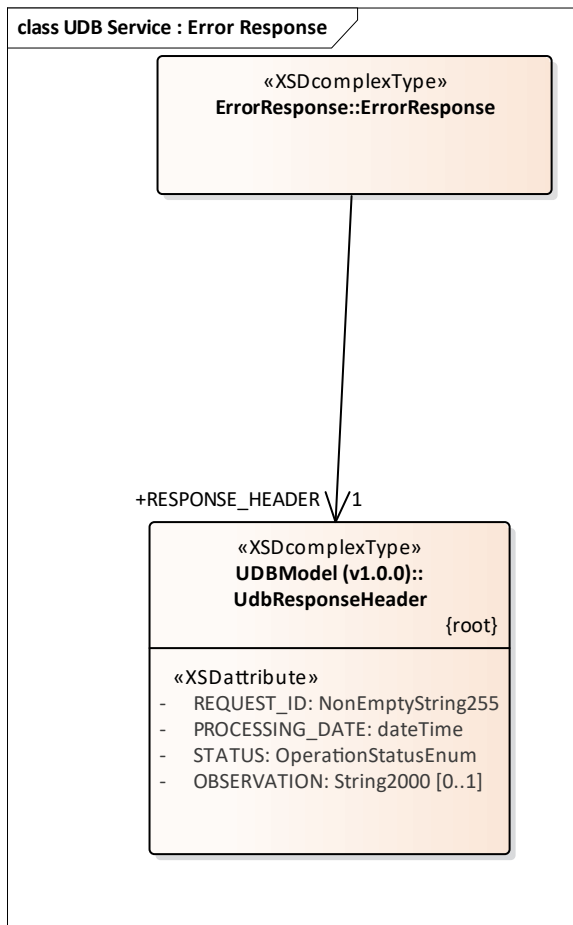 class UDB Service : Error Response
«XSDcomplexType»
ErrorResponse::ErrorResponse
+RESPONSE_HEADER 1
«XSDcomplexType»
UDBModel (v1.0.0)::
UdbResponseHeader
{root}
«XSDattribute»
- REQUEST_ID: NonEmptyString255
- PROCESSING_DATE: dateTime
- STATUS: OperationStatusEnum
- OBSERVATION: String2000 [0..1]